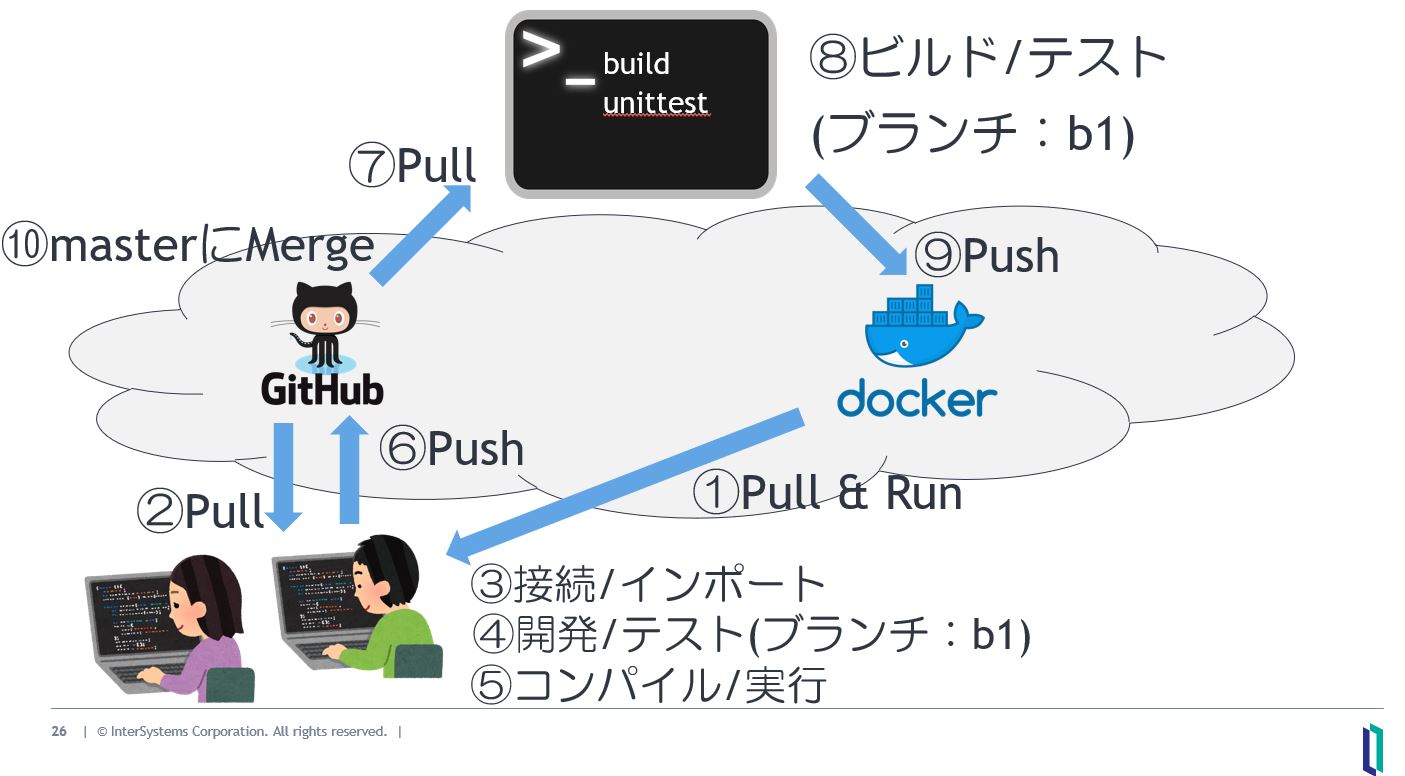 build
unittest
⑧ビルド/テスト
(ブランチ：b1)
⑦Pull
⑩masterにMerge
⑨Push
GitHub
docker
⑥Push
①Pull & Run
②Pull
③接続/インポート
④開発/テスト(ブランチ：b1)
⑤コンパイル/実行
26 | © InterSystems Corporation. All rights reserved. |